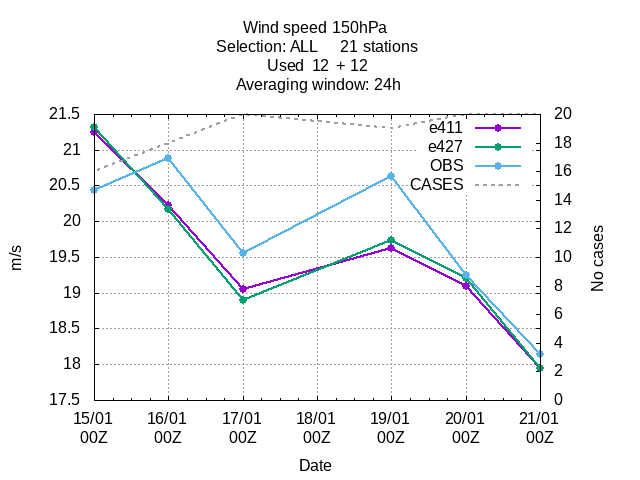 Wind speed 150hPa
Selection: ALL 21 stations
Used 12 + 12
Averaging window: 24h
21.5
21
20.5
20
19.5
19
18.5
18
17.5
m/s
e411
e427
OBS
CASES
20
18
16
14
12
10
8
6
4
2
0
No cases
15/01 16/01 17/01 18/01 19/01 20/01 21/01
00Z 00Z 00Z 00Z 00Z 00Z 00Z
Date